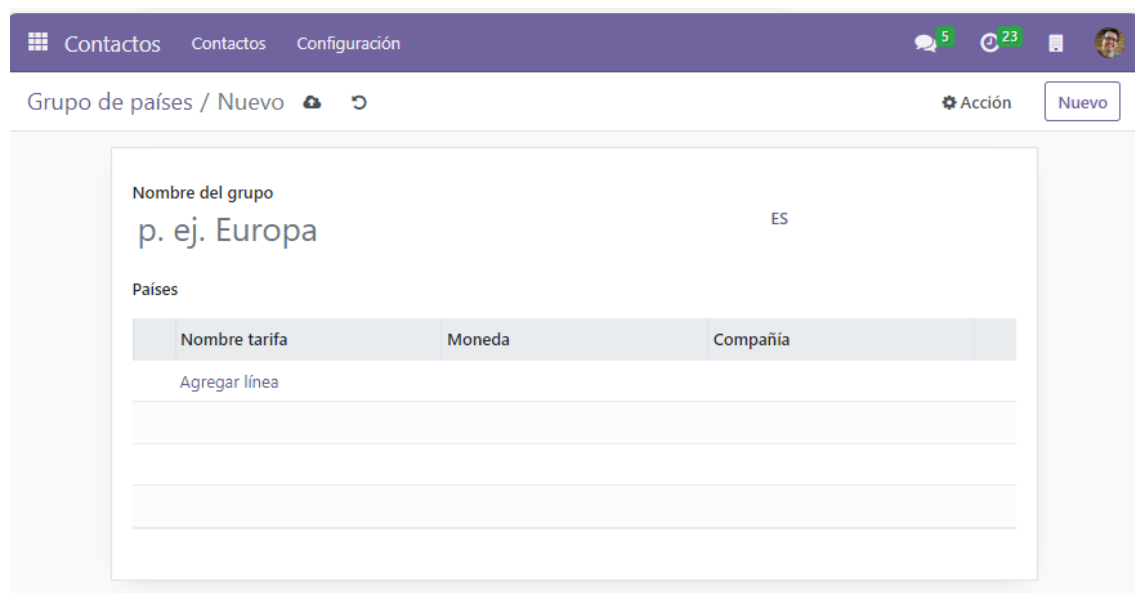 Contactos Contactos Configuración 5 23
Grupo de países / Nuevo Acción Nuevo
Nombre del grupo
p. ej. Europa ES
Países
Nombre tarifa Moneda Compañía
Agregar línea